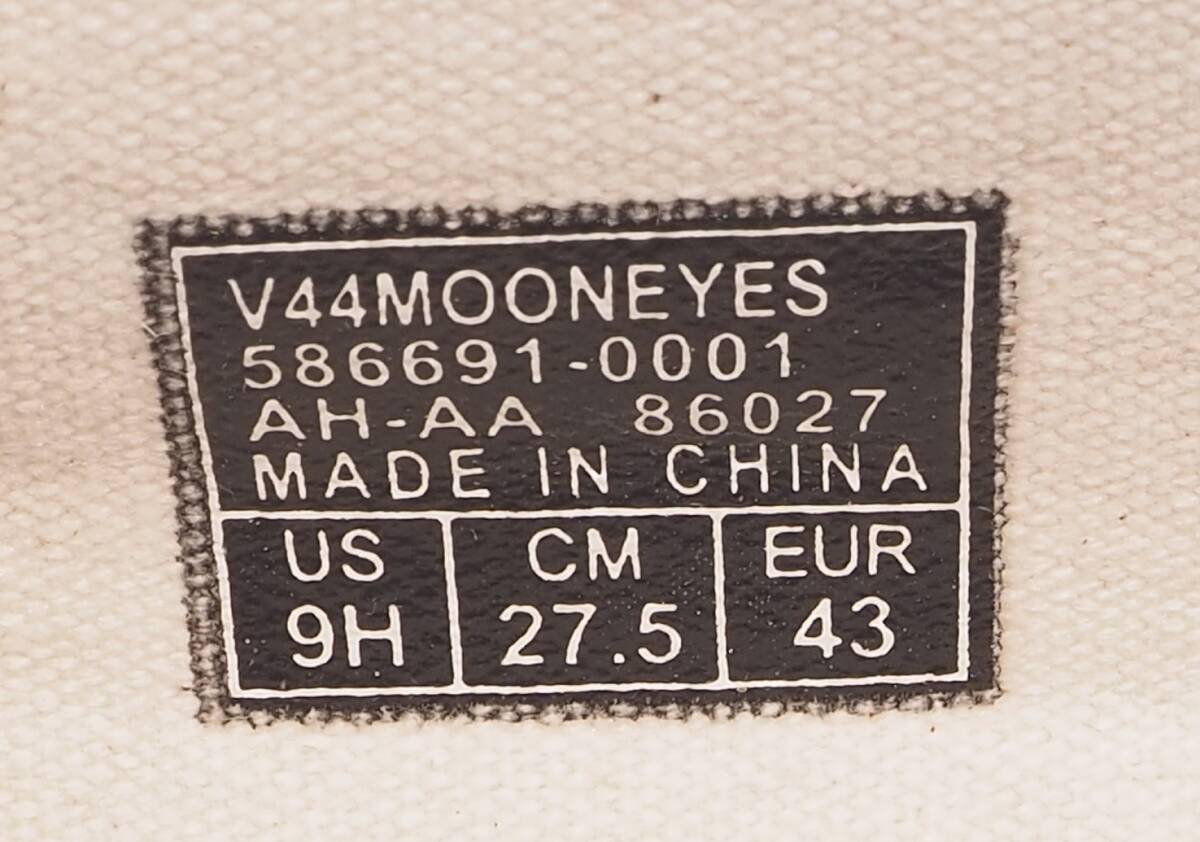 V44MOONEYES
586691-0001
AH-AA 86027
MADE IN CHINA
US CM EUR
9H 27.5 43